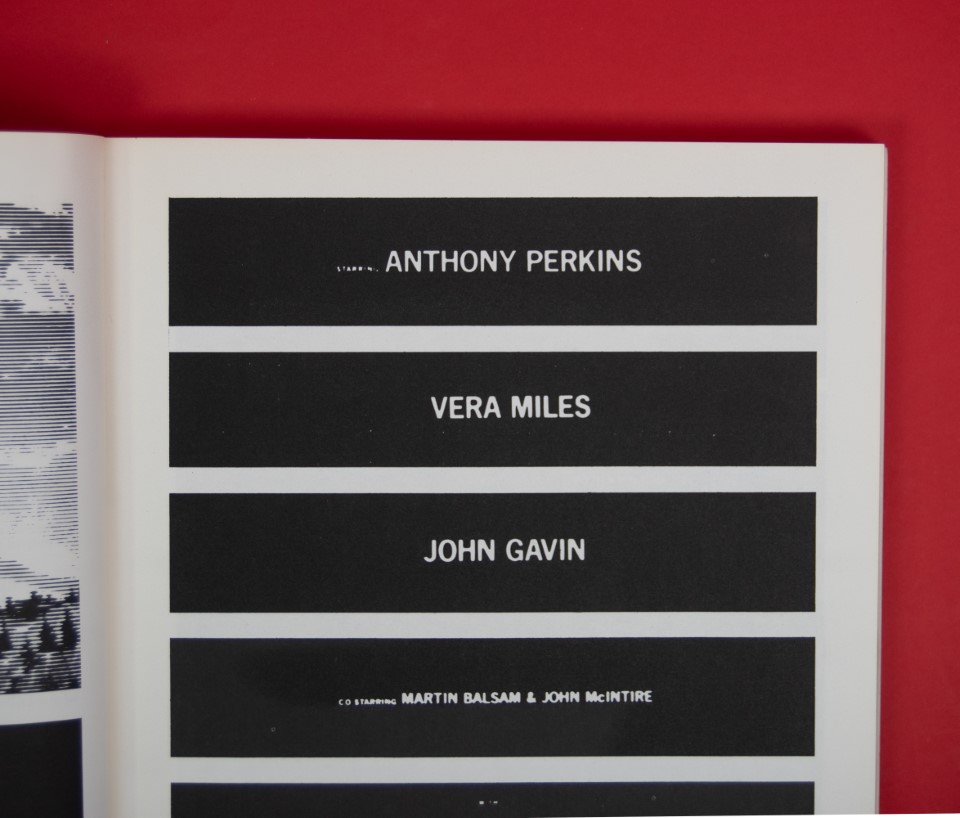 STARRING ANTHONY PERKINS
VERA MILES
JOHN GAVIN
CO STARRING MARTIN BALSAM & JOHN McINTIRE